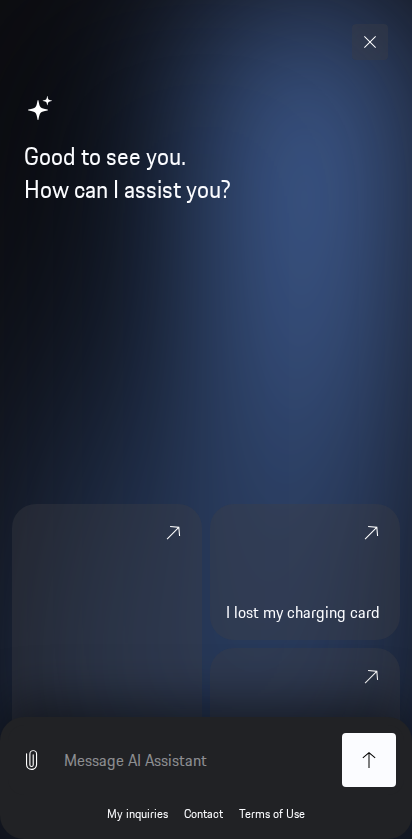 Good to see you.
How can I assist you?
I lost my charging card
Message AI Assistant
My inquiries
Contact
Terms of Use